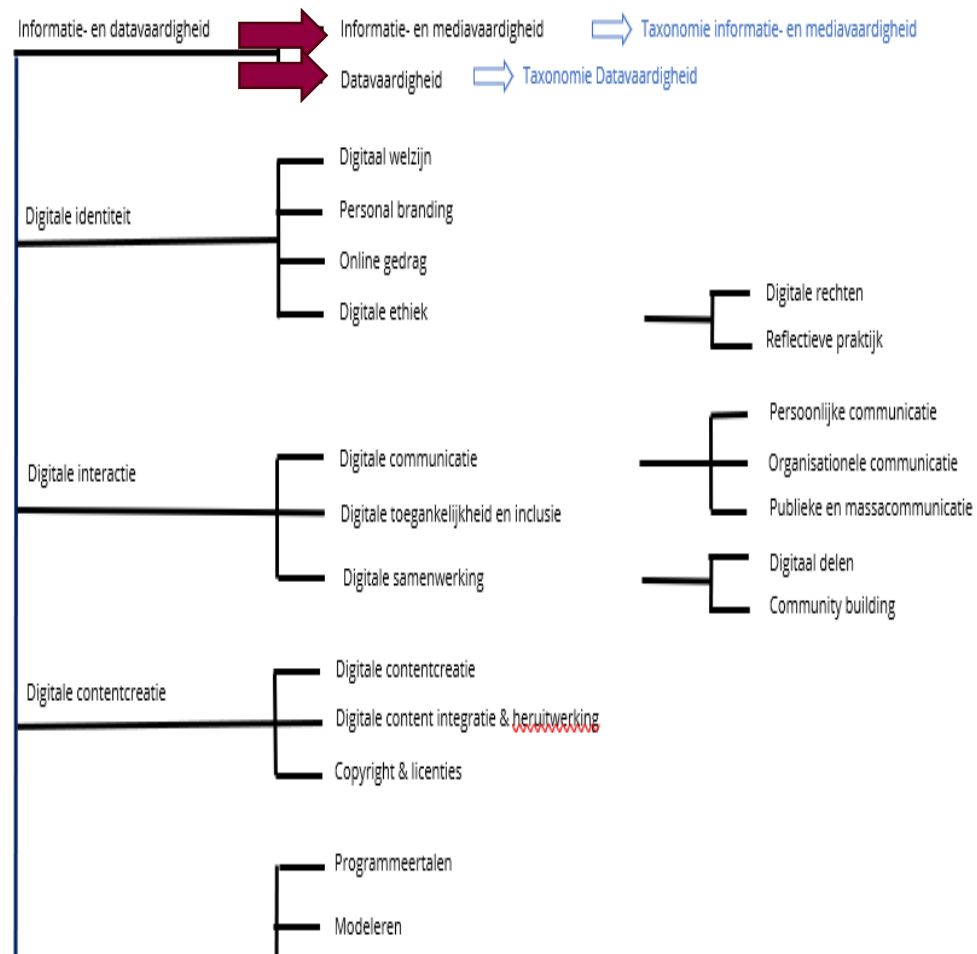 Informatie- en datavaardigheid
Informatie- en mediavaardigheid
Taxonomie informatie- en mediavaardigheid
Datavaardigheid
Taxonomie Datavaardigheid
Digitale identiteit
Digitaal welzijn
Personal branding
Online gedrag
Digitale ethiek
Digitale rechten
Reflectieve praktijk
Digitale interactie
Digitale communicatie
Persoonlijke communicatie
Organisationele communicatie
Publieke en massacommunicatie
Digitale toegankelijkheid en inclusie
Digitale samenwerking
Digitaal delen
Community building
Digitale contentcreatie
Digitale contentcreatie
Digitale content integratie & heruitwerking
Copyright & licenties
Programmeertalen
Modeleren